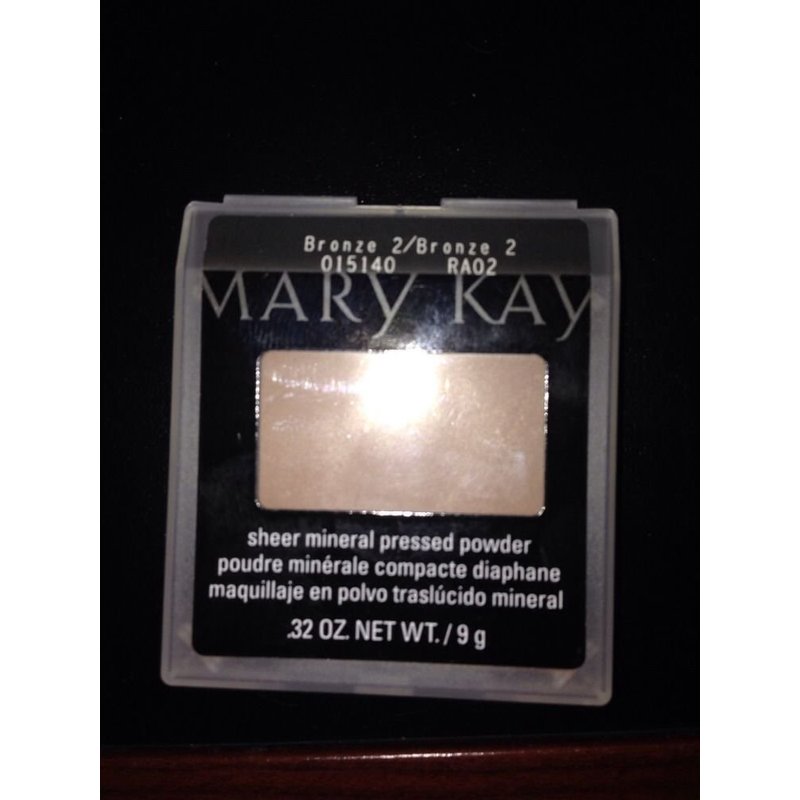 Bronze 2/Bronze 2
015140 RA02
MARY KAY
sheer mineral pressed powder
poudre minérale compacte diaphane
maquillaje en polvo traslúcido mineral
.32 OZ. NET WT. / 9 g